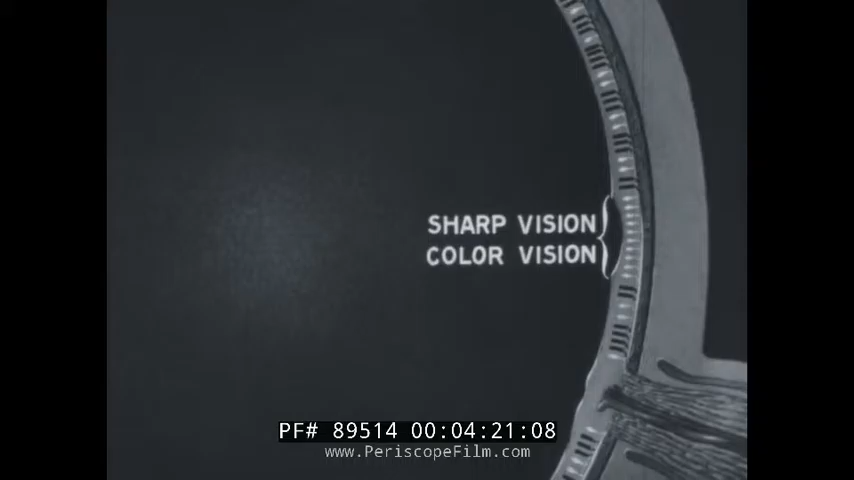 SHARP VISION
COLOR VISION
PF# 89514 00:04:21:08
www.PeriscopeFilm.com